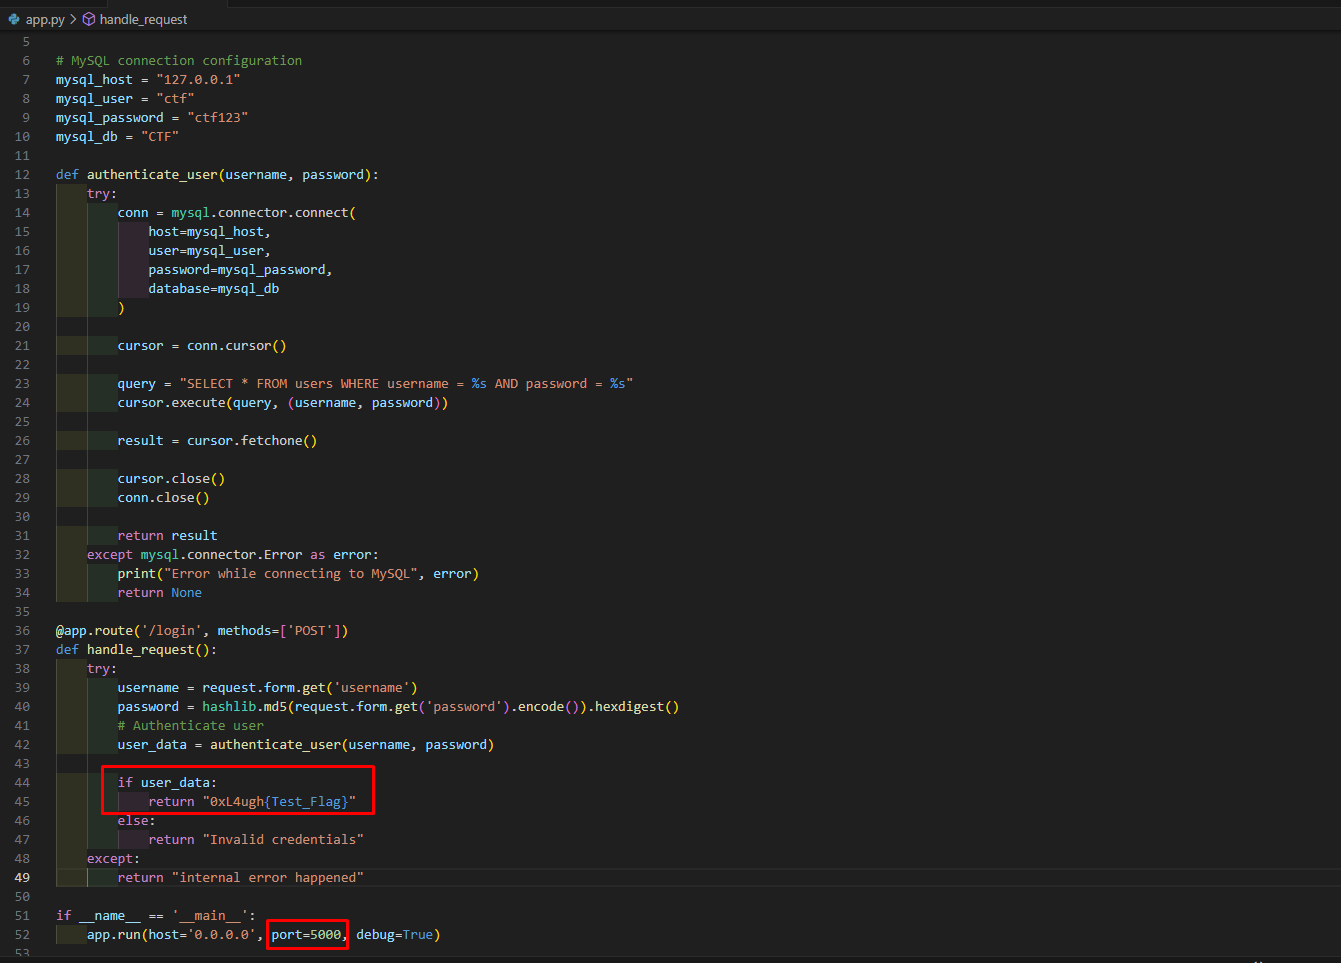 app.py > handle_request
5
6 # MySQL connection configuration
7 mysql_host = "127.0.0.1"
8 mysql_user = "ctf"
9 mysql_password = "ctf123"
10 mysql_db = "CTF"
11
12 def authenticate_user(username, password):
13     try:
14         conn = mysql.connector.connect(
15             host=mysql_host,
16             user=mysql_user,
17             password=mysql_password,
18             database=mysql_db
19         )
20
21         cursor = conn.cursor()
22
23         query = "SELECT * FROM users WHERE username = %s AND password = %s"
24         cursor.execute(query, (username, password))
25
26         result = cursor.fetchone()
27
28         cursor.close()
29         conn.close()
30
31         return result
32     except mysql.connector.Error as error:
33         print("Error while connecting to MySQL", error)
34         return None
35
36 @app.route('/login', methods=['POST'])
37 def handle_request():
38     try:
39         username = request.form.get('username')
40         password = hashlib.md5(request.form.get('password').encode()).hexdigest()
41         # Authenticate user
42         user_data = authenticate_user(username, password)
43
44         if user_data:
45             return "0xL4ugh{Test_Flag}"
46         else:
47             return "Invalid credentials"
48     except:
49         return "internal error happened"
50
51 if __name__ == '__main__':
52     app.run(host='0.0.0.0', port=5000, debug=True)
53